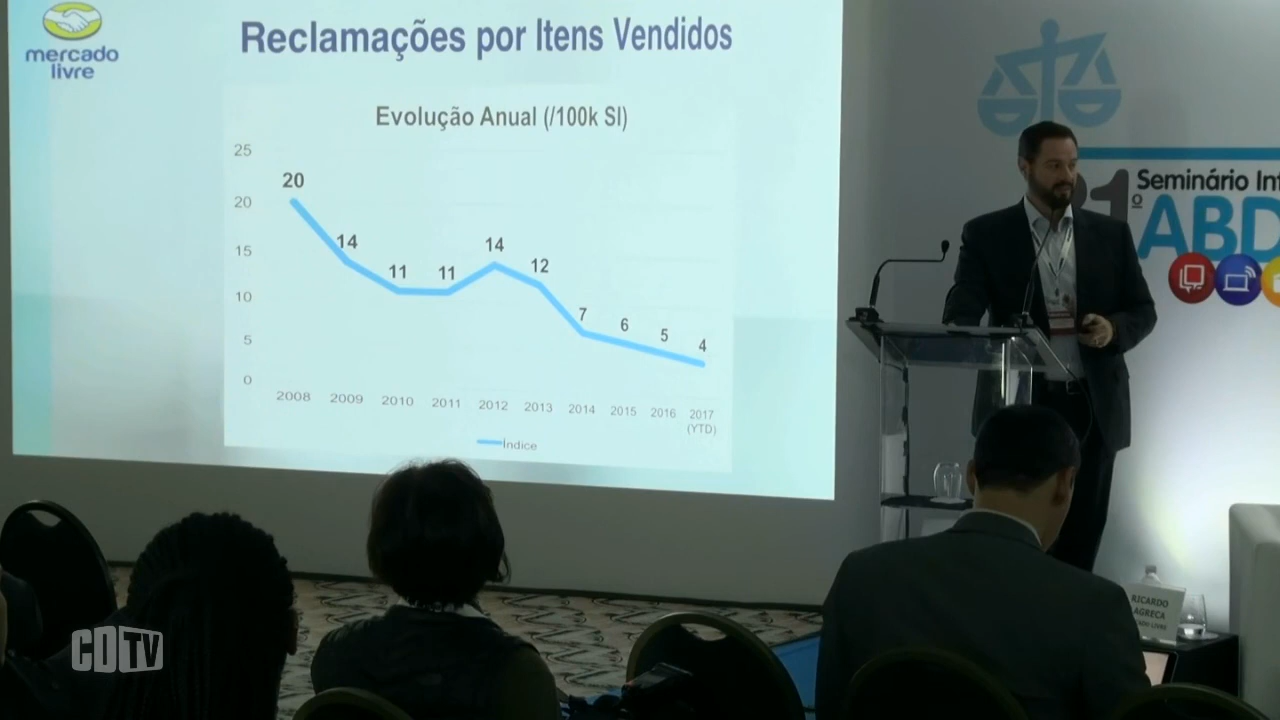 mercado
livre
Reclamações por Itens Vendidos
Evolução Anual (/100k SI)
25
20
15
10
5
0
20
14
11
11
14
12
7
6
5
4
2008
2009
2010
2011
2012
2013
2014
2015
2016
2017
(YTD)
Índice
1º
Seminário Int
ABD
RICARDO
AGRECA
CDTV